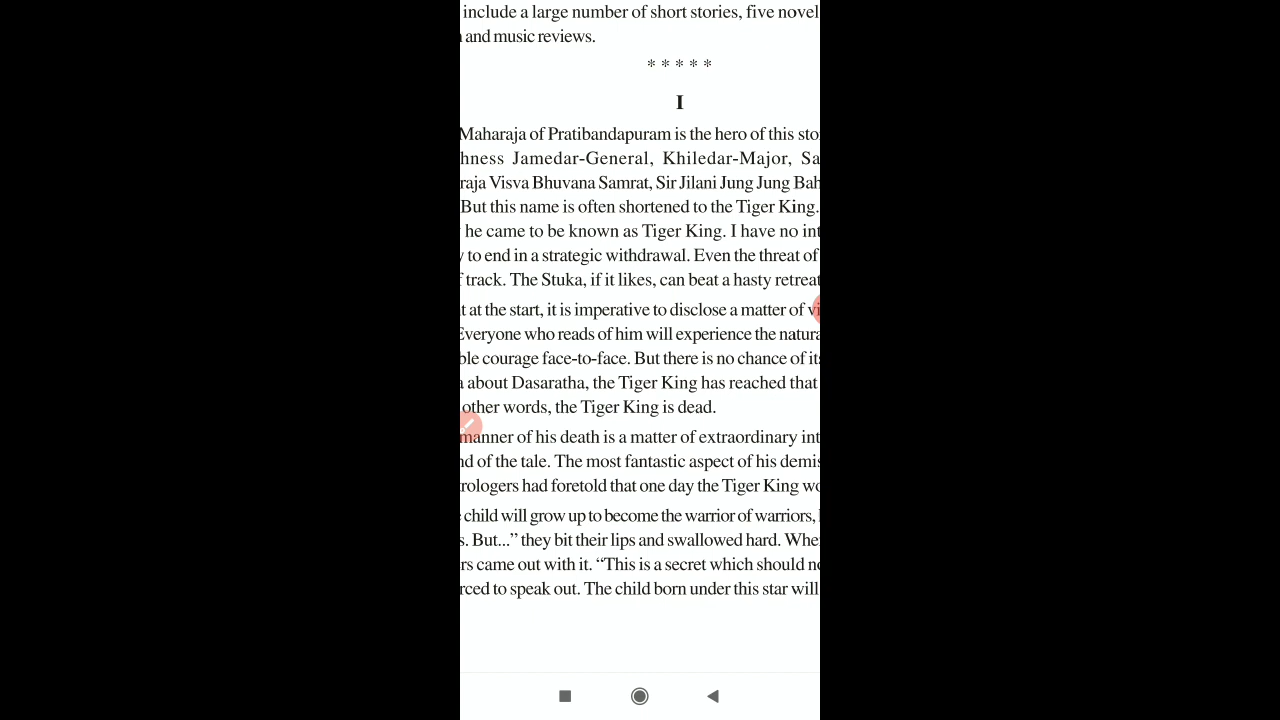 include a large number of short stories, five novel
and music reviews.
* * * * *
I
Maharaja of Pratibandapuram is the hero of this sto
hness Jamedar-General, Khiledar-Major, Sa
raja Visva Bhuvana Samrat, Sir Jilani Jung Jung Bah
But this name is often shortened to the Tiger King.
he came to be known as Tiger King. I have no int
to end in a strategic withdrawal. Even the threat of
track. The Stuka, if it likes, can beat a hasty retreat
t at the start, it is imperative to disclose a matter of vi
Everyone who reads of him will experience the natura
ble courage face-to-face. But there is no chance of its
about Dasaratha, the Tiger King has reached that
other words, the Tiger King is dead.
manner of his death is a matter of extraordinary int
nd of the tale. The most fantastic aspect of his demis
rologers had foretold that one day the Tiger King wo
child will grow up to become the warrior of warriors,
s. But...” they bit their lips and swallowed hard. Whe
rs came out with it. “This is a secret which should no
rced to speak out. The child born under this star will